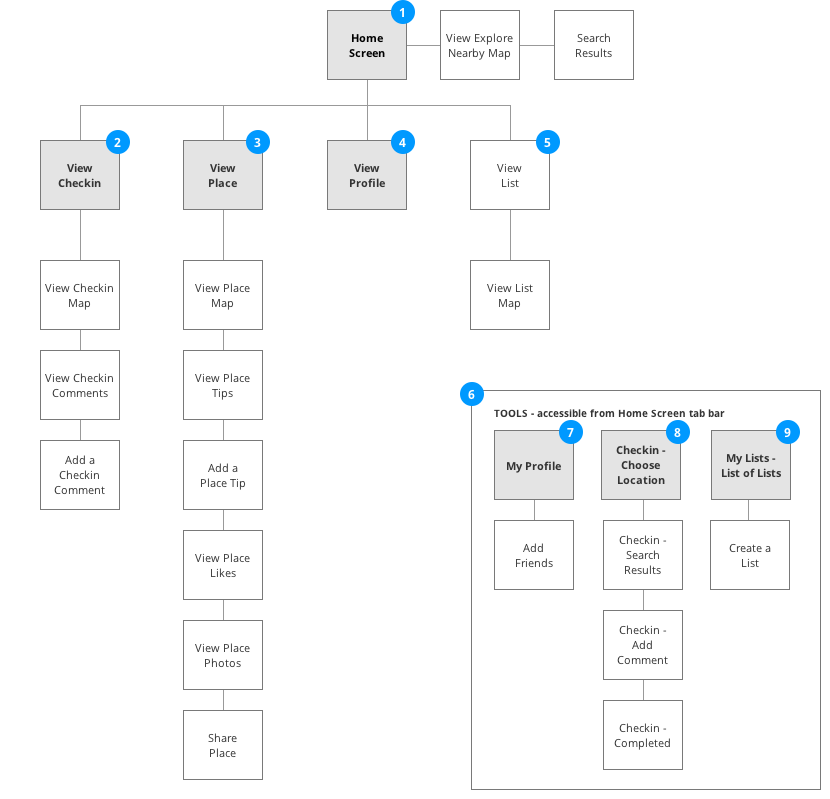 1
Home
Screen
View Explore
Nearby Map
Search
Results
2
View
Checkin
3
View
Place
4
View
Profile
5
View
List
View Checkin
Map
View Place
Map
View List
Map
View Checkin
Comments
View Place
Tips
Add a
Checkin
Comment
Add a
Place Tip
View Place
Likes
View Place
Photos
Share
Place
6
TOOLS - accessible from Home Screen tab bar
7
My Profile
8
Checkin -
Choose
Location
9
My Lists -
List of Lists
Add
Friends
Checkin -
Search
Results
Create a
List
Checkin -
Add
Comment
Checkin -
Completed